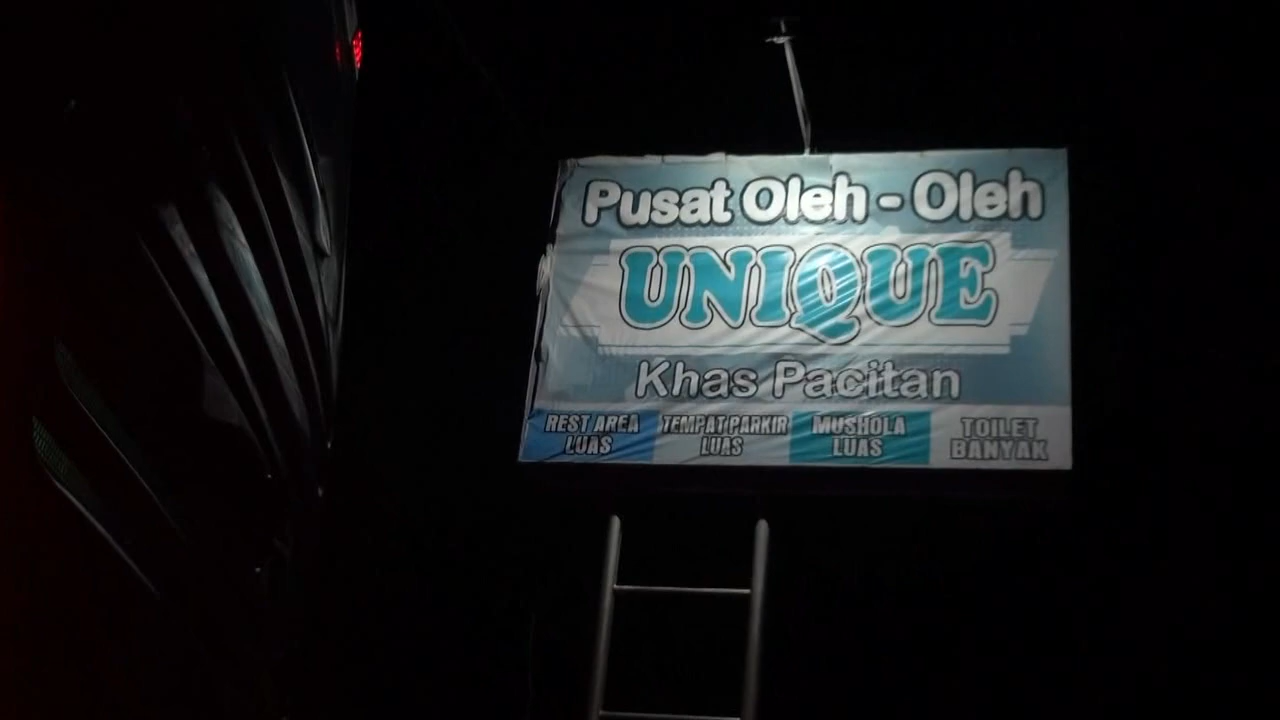 Pusat Oleh - Oleh
UNIQUE
Khas Pacitan
REST AREA
LUAS
TEMPAT PARKIR
LUAS
MUSHOLA
LUAS
TOILET
BANYAK